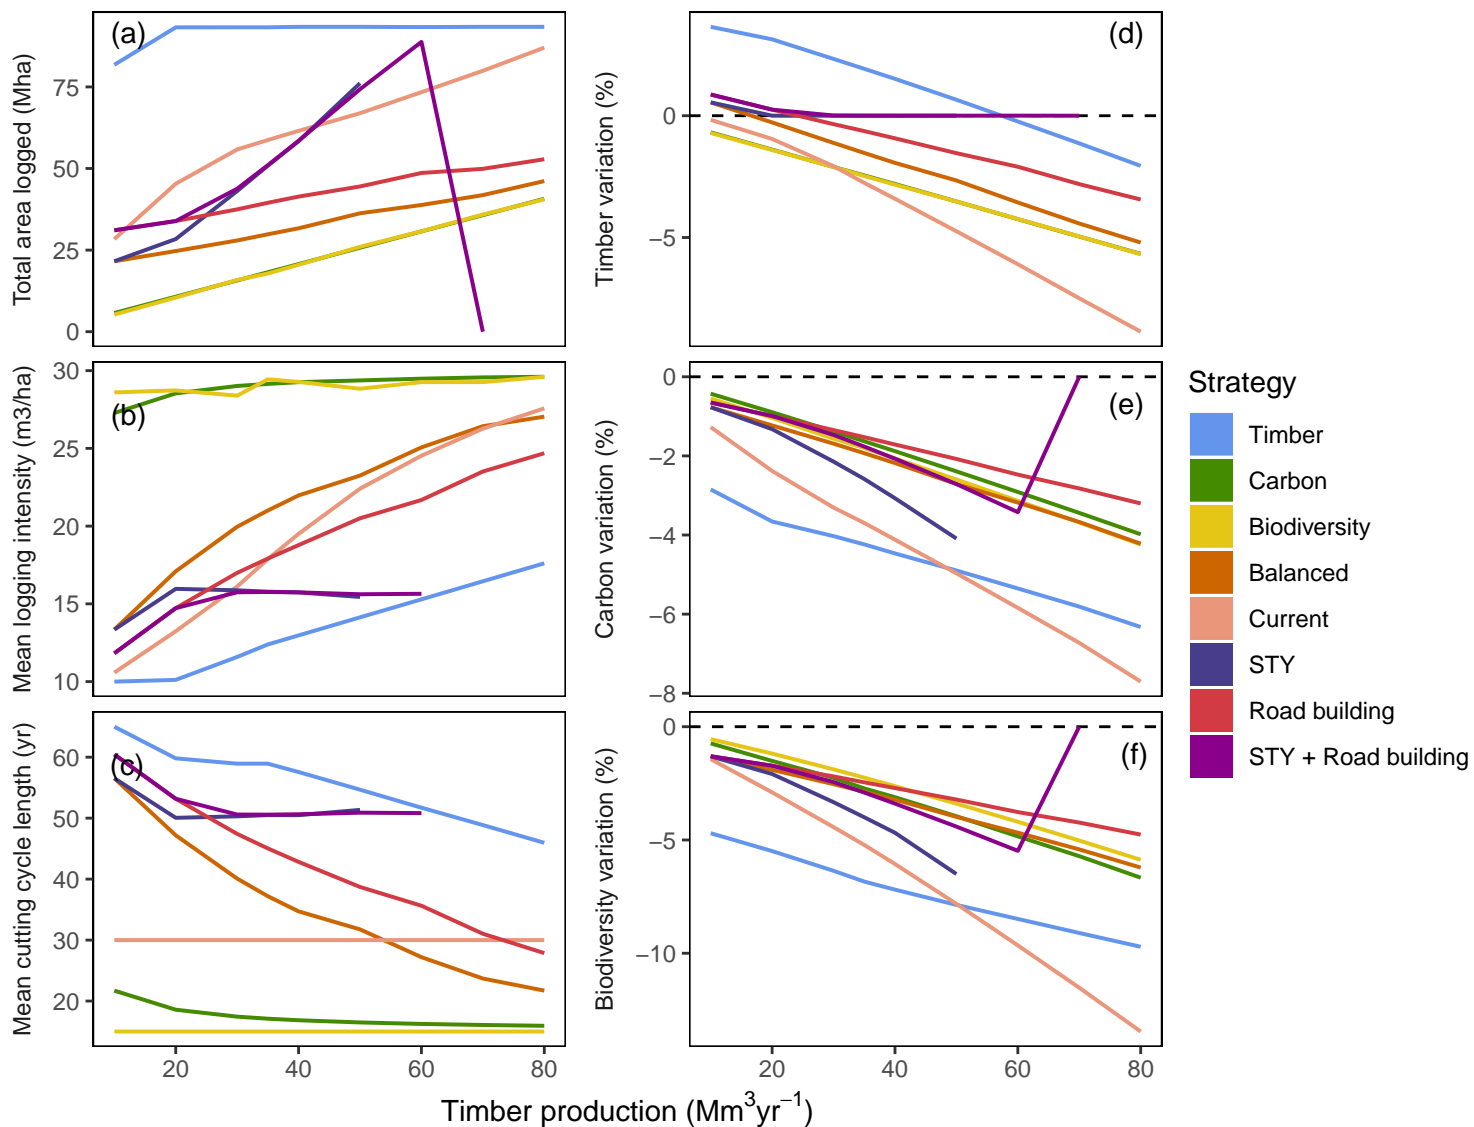 Total area logged (Mha)
75
50
25
0
(a)
Timber variation (%)
0
−5
(d)
Mean logging intensity (m3/ha)
30
25
20
15
10
(b)
Carbon variation (%)
0
−2
−4
−6
−8
(e)
Mean cutting cycle length (yr)
60
50
40
30
20
(c)
20
40
60
80
Biodiversity variation (%)
0
−5
−10
(f)
20
40
60
80
Timber production (Mm³yr⁻¹)
Strategy
Timber
Carbon
Biodiversity
Balanced
Current
STY
Road building
STY + Road building